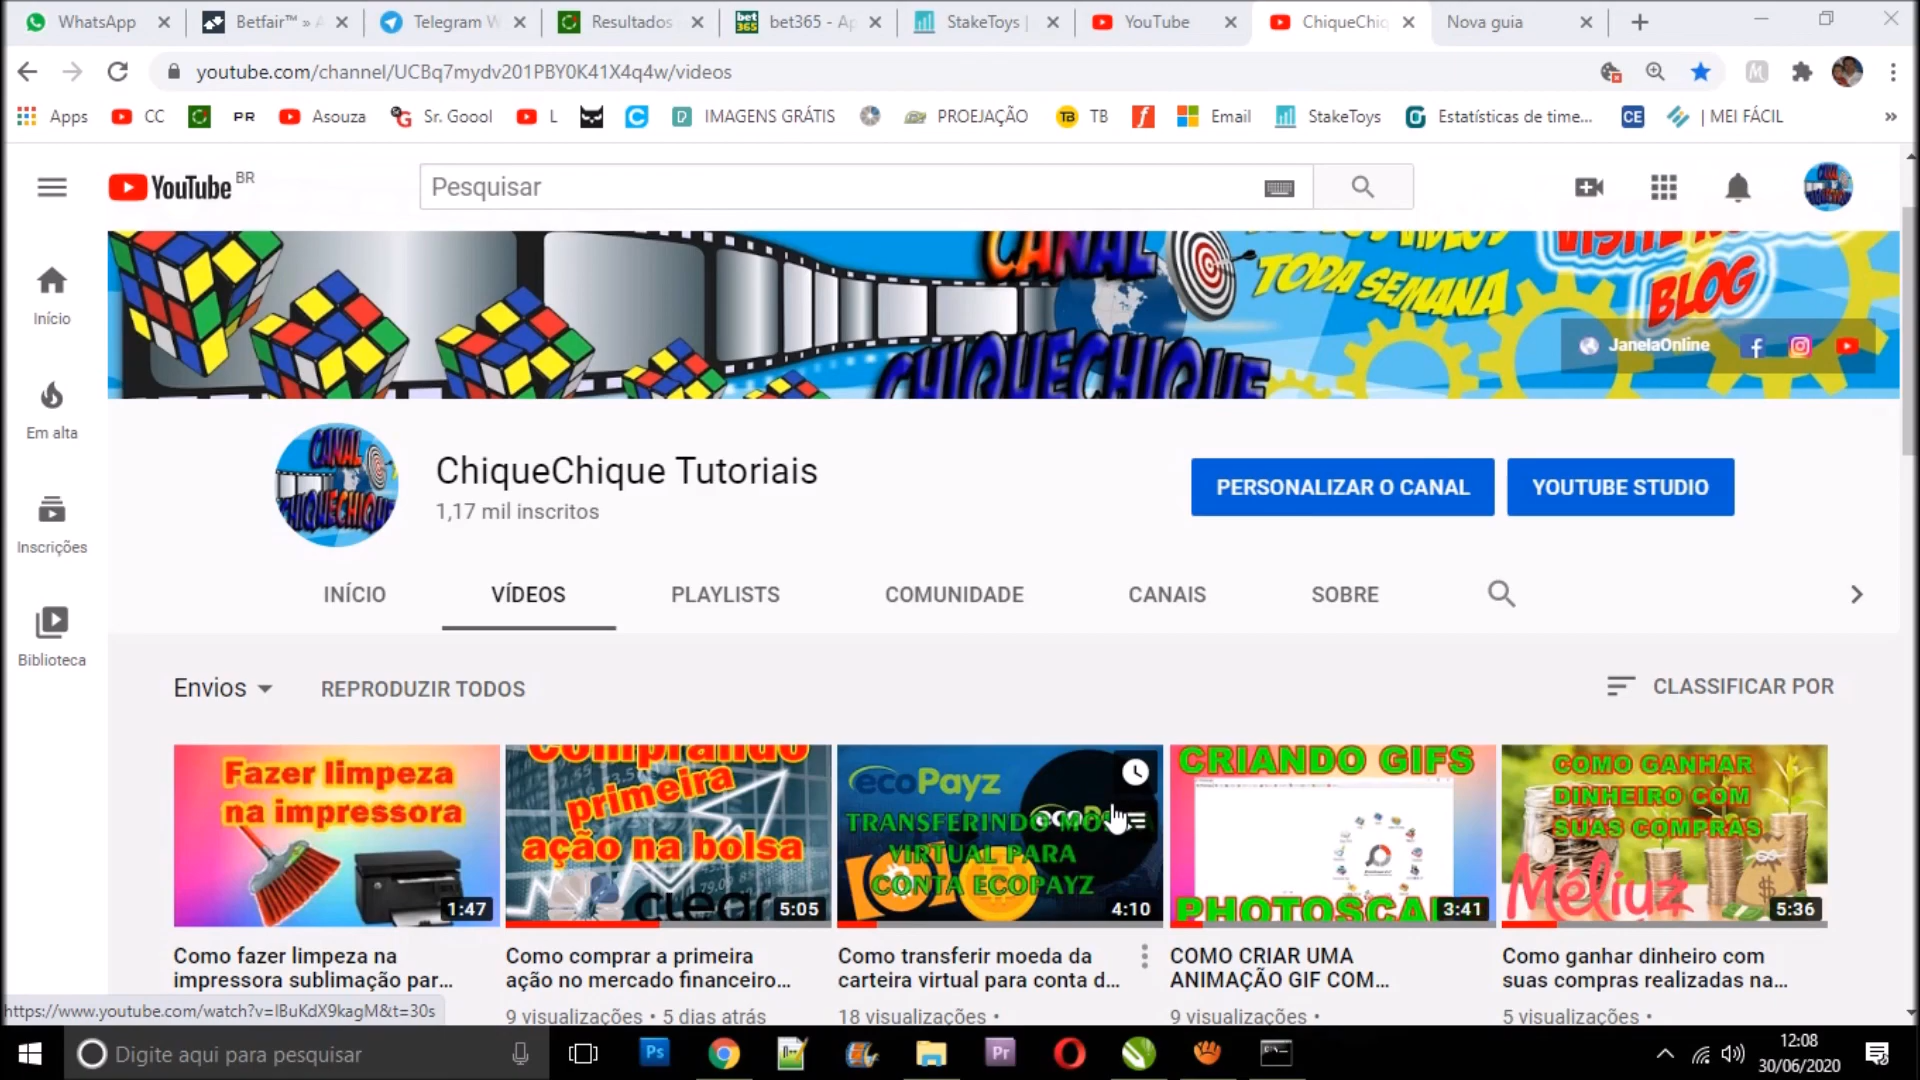 WhatsApp
Betfair™ » A
Telegram W
Resultados
bet365 - Ap
StakeToys |
YouTube
ChiqueChiq
Nova guia
youtube.com/channel/UCBq7mydv201PBY0K41X4q4w/videos
Apps
CC
PR
Asouza
Sr. Goool
L
IMAGENS GRÁTIS
PROEJAÇÃO
TB
Email
StakeToys
Estatísticas de time...
CE
| MEI FÁCIL
»
YouTube BR
Pesquisar
CANAL
TODA SEMANA
BLOG
CHIQUECHIQUE
JanelaOnline
Início
Em alta
Inscrições
Biblioteca
CANAL
CHIQUECHIQUE
ChiqueChique Tutoriais
1,17 mil inscritos
PERSONALIZAR O CANAL
YOUTUBE STUDIO
INÍCIO
VÍDEOS
PLAYLISTS
COMUNIDADE
CANAIS
SOBRE
Envios
REPRODUZIR TODOS
CLASSIFICAR POR
Fazer limpeza
na impressora
1:47
Comprando
primeira
ação na bolsa
clear
5:05
ecoPayz
TRANSFERINDO
VIRTUAL PARA
CONTA ECOPAYZ
4:10
CRIANDO GIFS
PHOTOSCA
3:41
COMO GANHAR
DINHEIRO COM
SUAS COMPRAS
Méliuz
5:36
Como fazer limpeza na
impressora sublimação par...
Como comprar a primeira
ação no mercado financeiro...
9 visualizações • 5 dias atrás
Como transferir moeda da
carteira virtual para conta d...
18 visualizações •
COMO CRIAR UMA
ANIMAÇÃO GIF COM...
9 visualizações •
Como ganhar dinheiro com
suas compras realizadas na...
5 visualizações •
https://www.youtube.com/watch?v=IBuKdX9kagM&t=30s
Digite aqui para pesquisar
Ps
Pr
12:08
30/06/2020